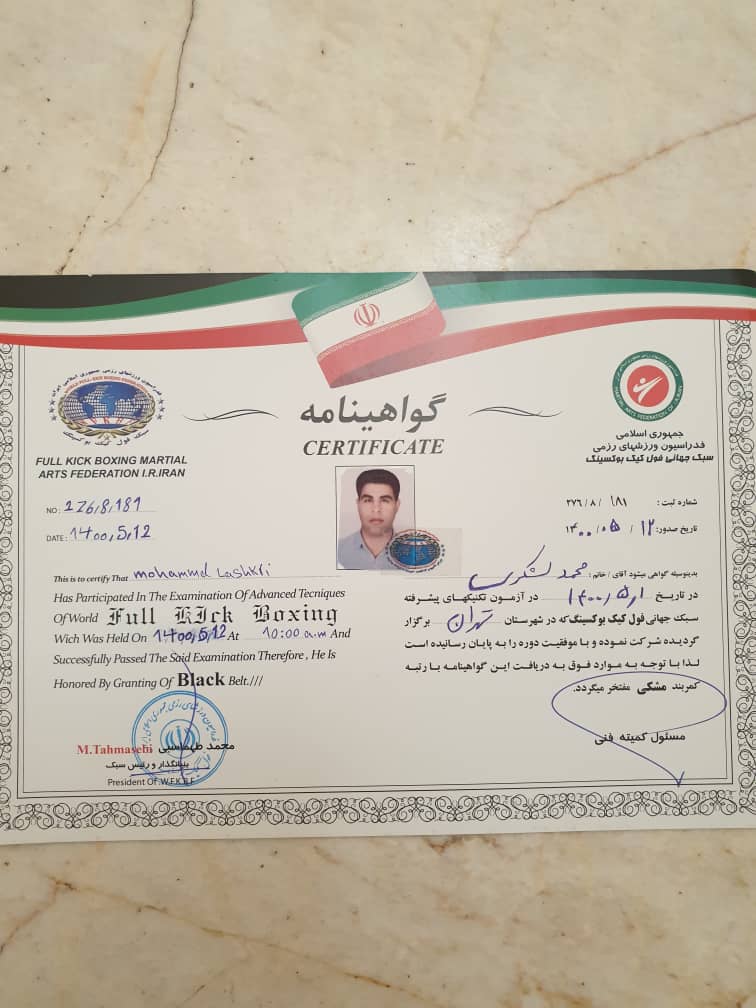 گواهینامه
CERTIFICATE
FULL KICK BOXING MARTIAL
ARTS FEDERATION I.R.IRAN
NO: 276,8,181
DATE: 1400,5,12
This is to certify That mohammd Lashkri
Has Participated In The Examination Of Advanced Tecniques
Of World Full KIck Boxing
Wich Was Held On 1400,5,12 At 10:00 a.m And
Successfully Passed The Said Examination Therefore , He Is
Honored By Granting Of Black Belt.///
M.Tahmasebi محمد طهماسبی
بنیانگذار و رئیس سبک
President Of W.F.K.B.F
جمهوری اسلامی
فدراسیون ورزشهای رزمی
سبک جهانی فول کیک بوکسینگ
شماره ثبت : ۲۷۶/۸/۱۸۱
تاریخ صدور: ۱۴۰۰/۰۵/۱۲
بدینوسیله گواهی میشود آقای / خانم : محمد لشکری
در تاریخ در آزمون تکنیکهای پیشرفته
سبک جهانی فول کیک بوکسینگ که در شهرستان تهران برگزار
گردیده شرکت نموده و با موفقیت دوره را به پایان رسانیده است
لذا با توجه به موارد فوق به دریافت این گواهینامه با رتبه
کمربند مشکی مفتخر میگردد.
مسئول کمیته فنی